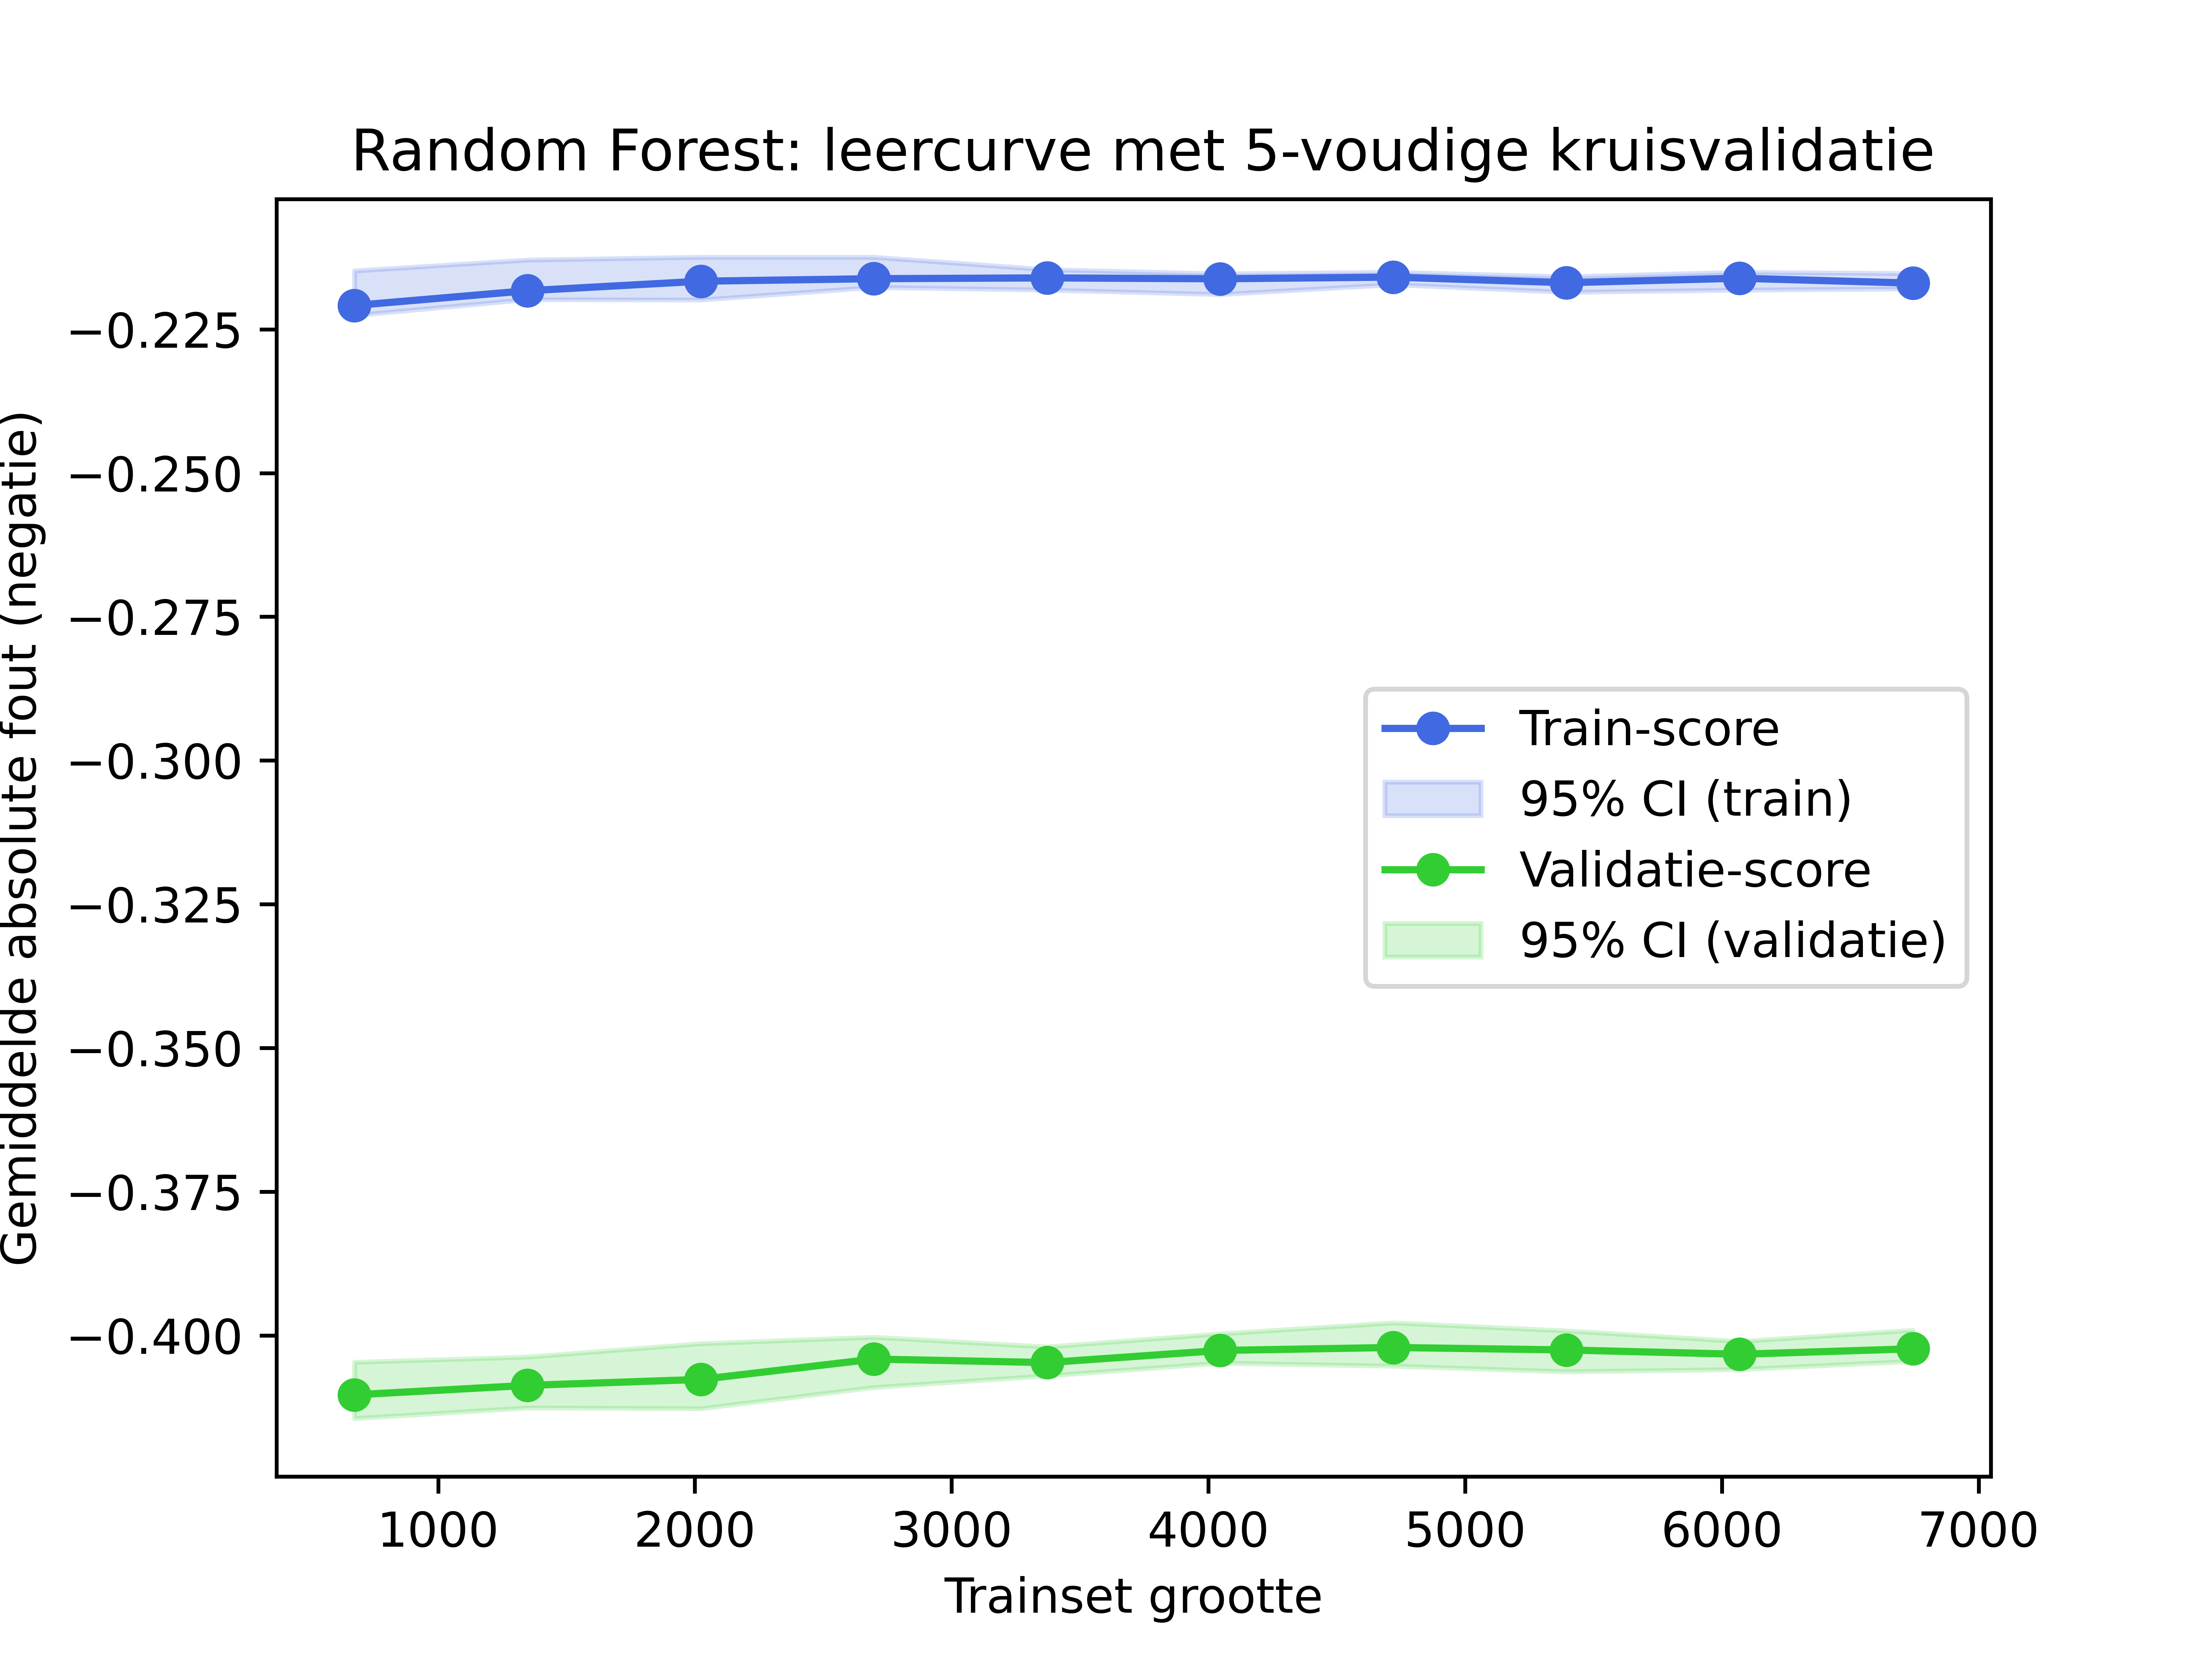 Random Forest: leercurve met 5-voudige kruisvalidatie
Gemiddelde absolute fout (negatie)
−0.225
−0.250
−0.275
−0.300
−0.325
−0.350
−0.375
−0.400
Train-score
95% CI (train)
Validatie-score
95% CI (validatie)
1000 2000 3000 4000 5000 6000 7000
Trainset grootte